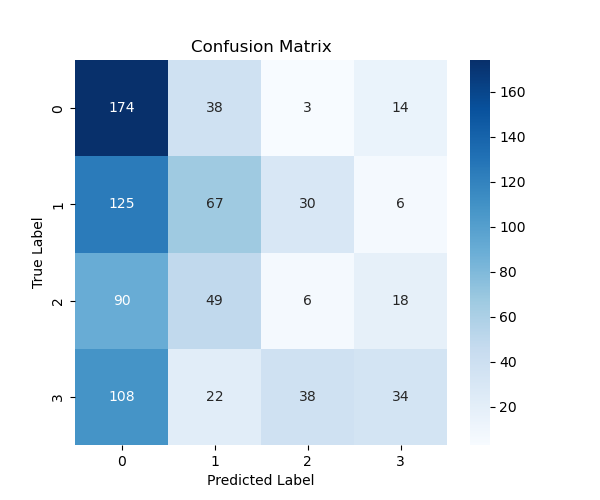 Confusion Matrix
True Label
0 174 38 3 14
1 125 67 30 6
2 90 49 6 18
3 108 22 38 34
0 1 2 3
Predicted Label
160
140
120
100
80
60
40
20